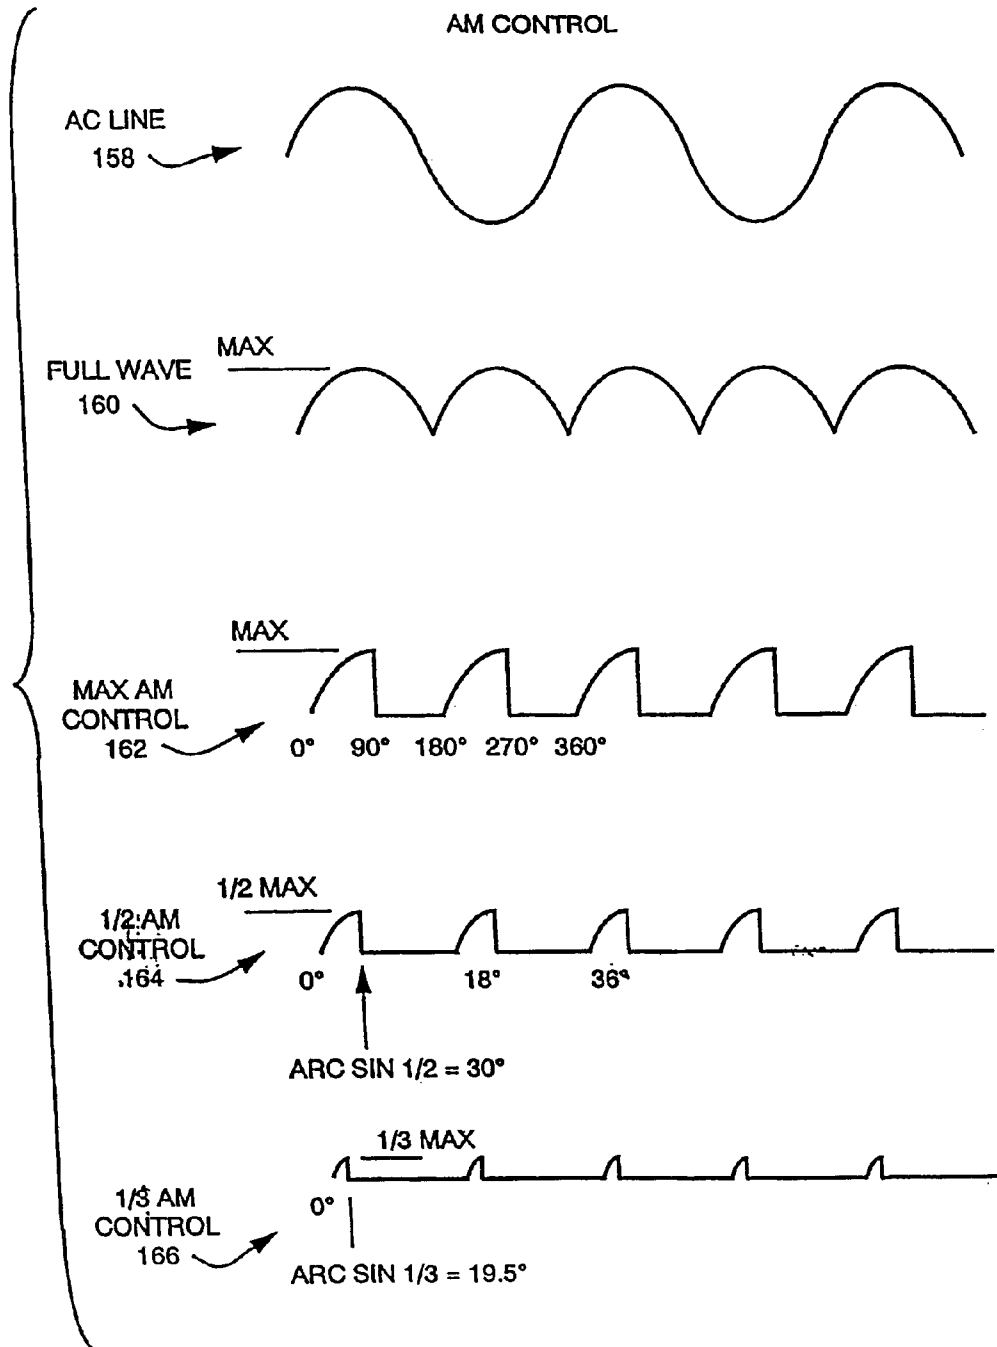 AM CONTROL
AC LINE
158
MAX
FULL WAVE
160
MAX
MAX AM
CONTROL
162
0° 90° 180° 270° 360°
1/2 MAX
1/2 AM
CONTROL
164
0° 18° 36°
ARC SIN 1/2 = 30°
1/3 MAX
1/3 AM
CONTROL
166
0°
ARC SIN 1/3 = 19.5°